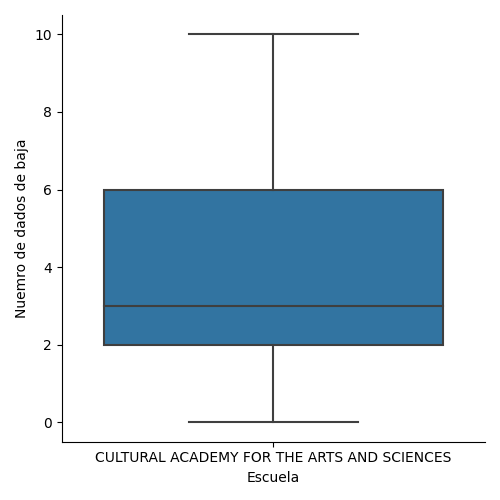 10
8
6
4
2
0
Nuemro de dados de baja
CULTURAL ACADEMY FOR THE ARTS AND SCIENCES
Escuela